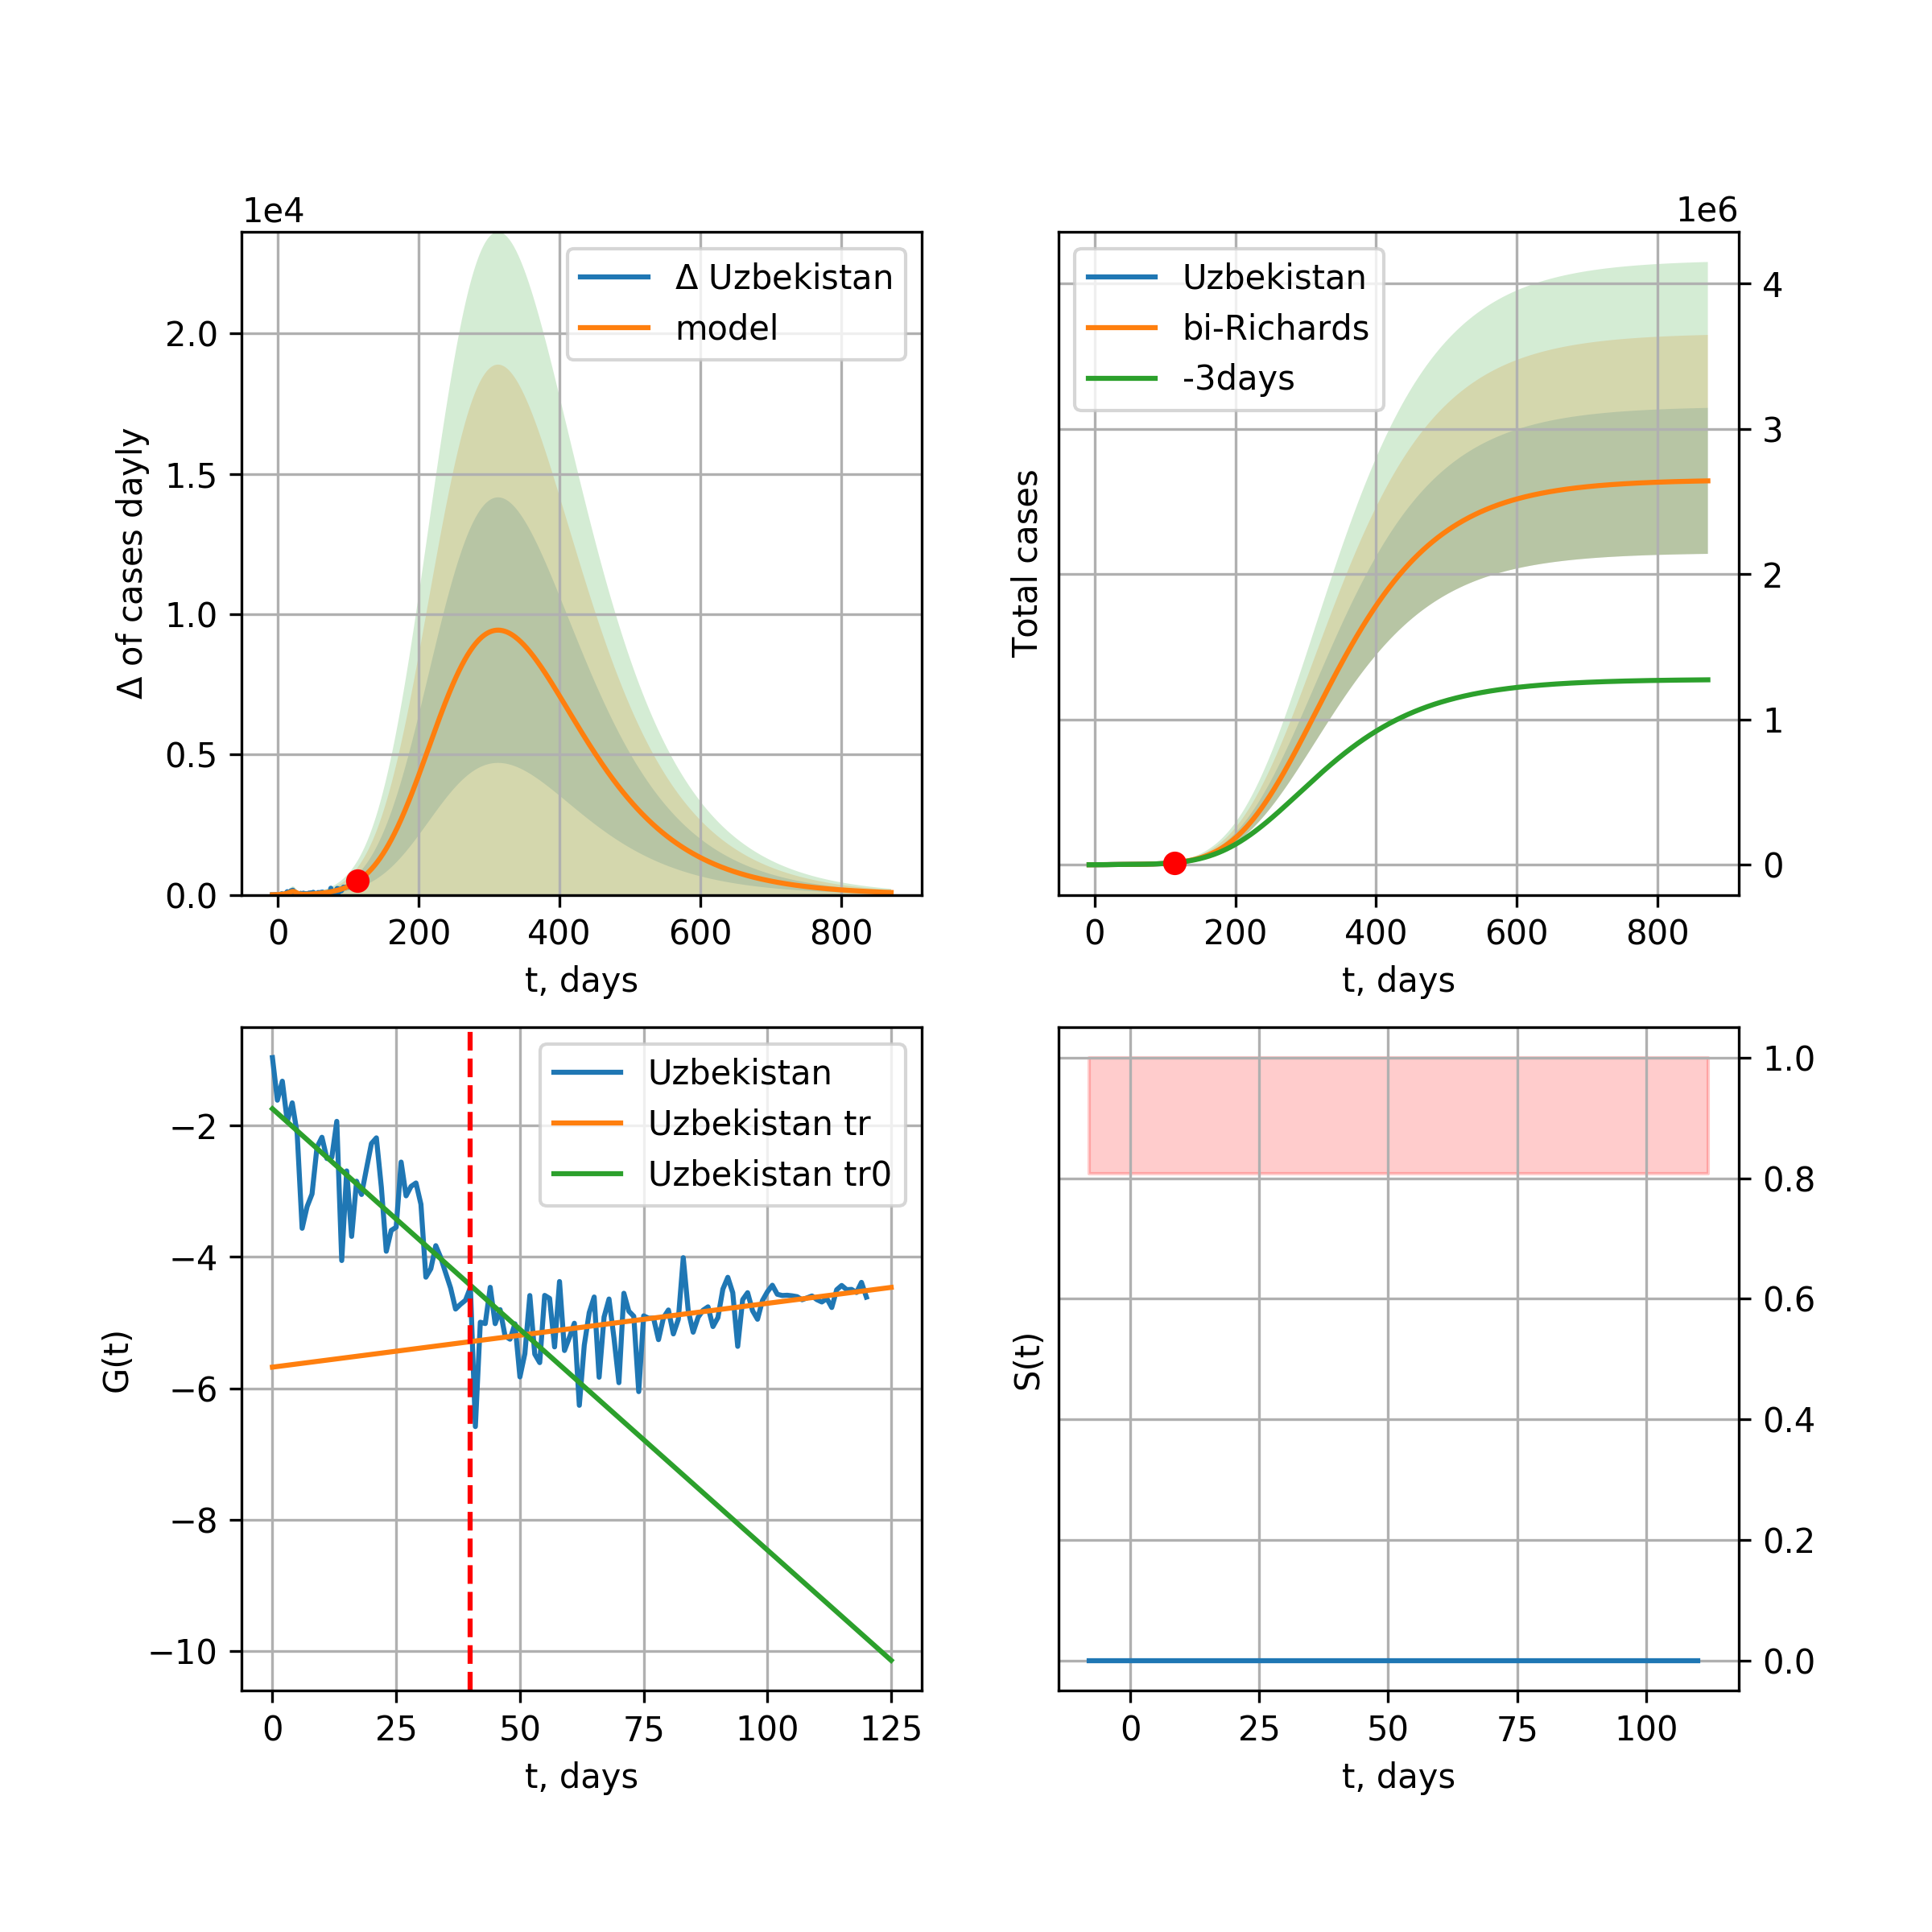 1e4
Δ of cases dayly
2.0
1.5
1.0
0.5
0.0
Δ Uzbekistan
model
0 200 400 600 800
t, days
1e6
Total cases
Uzbekistan
bi-Richards
-3days
4
3
2
1
0
0 200 400 600 800
t, days
G(t)
−2
−4
−6
−8
−10
Uzbekistan
Uzbekistan tr
Uzbekistan tr0
0 25 50 75 100 125
t, days
S(t)
1.0
0.8
0.6
0.4
0.2
0.0
0 25 50 75 100
t, days